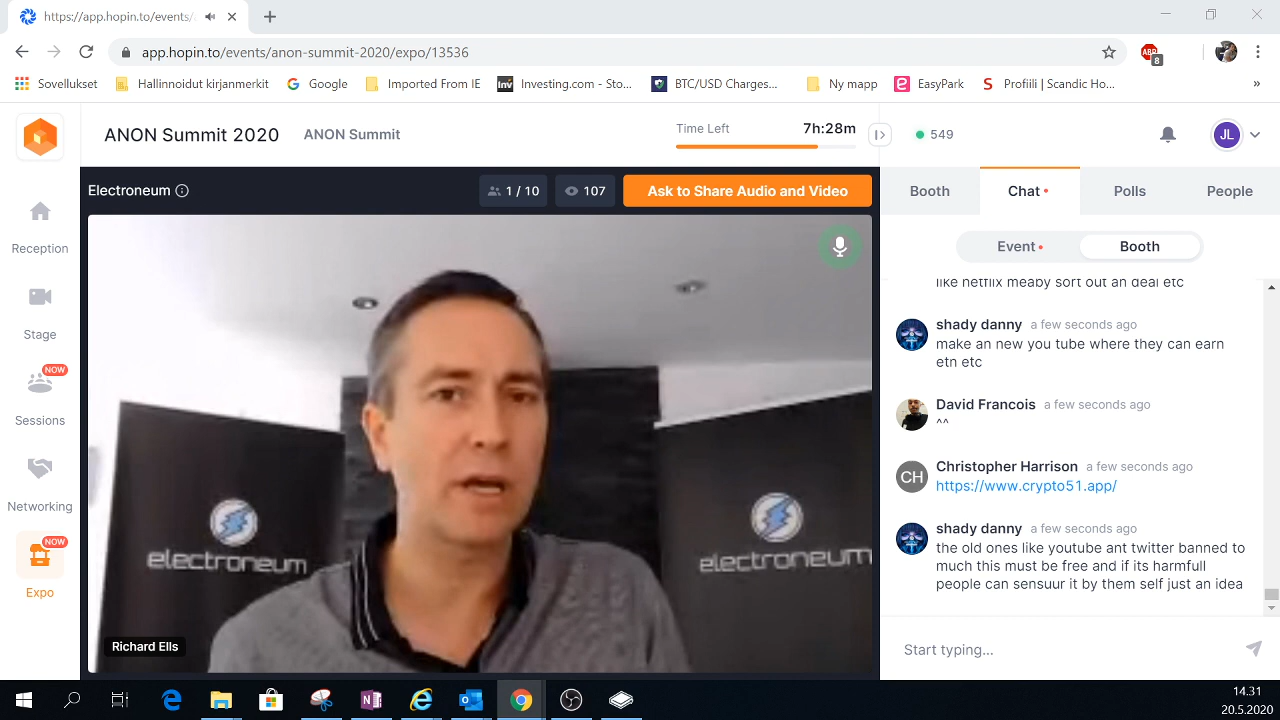 https://app.hopin.to/events/
app.hopin.to/events/anon-summit-2020/expo/13536
ABP
8
Sovellukset
Hallinnoidut kirjanmerkit
Google
Imported From IE
Inv
Investing.com - Sto...
BTC/USD Charges...
Ny mapp
EasyPark
S
Profiili | Scandic Ho...
»
ANON Summit 2020
ANON Summit
Time Left
7h:28m
549
JL
Electroneum
1 / 10
107
Ask to Share Audio and Video
Booth
Chat
Polls
People
Event
Booth
Reception
Stage
NOW
Sessions
Networking
NOW
Expo
electroneum
electroneum
Richard Ells
like netflix meaby sort out an deal etc
shady danny a few seconds ago
make an new you tube where they can earn
etn etc
David Francois a few seconds ago
^^
CH
Christopher Harrison a few seconds ago
https://www.crypto51.app/
shady danny a few seconds ago
the old ones like youtube ant twitter banned to
much this must be free and if its harmfull
people can sensuur it by them self just an idea
Start typing...
14.31
20.5.2020